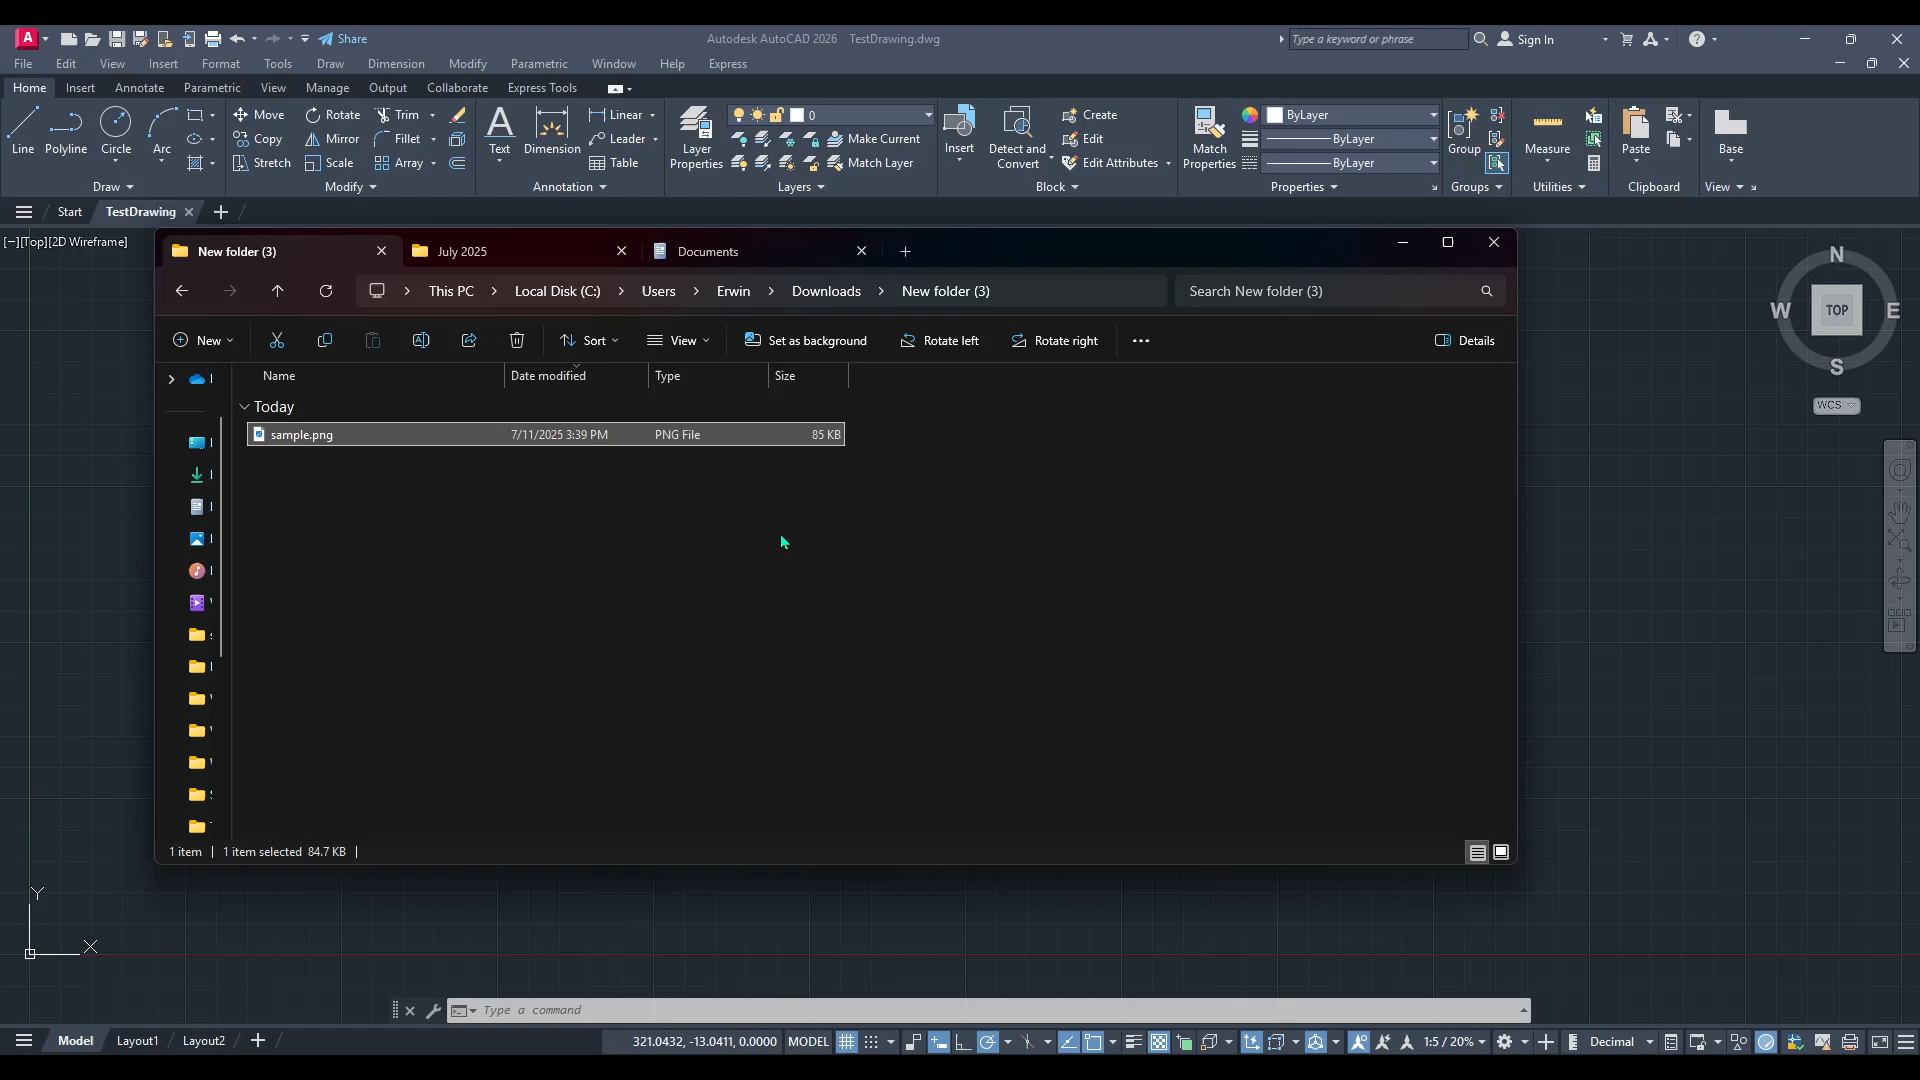 A
Share
Autodesk AutoCAD 2026 TestDrawing.dwg
Type a keyword or phrase
Sign In
File Edit View Insert Format Tools Draw Dimension Modify Parametric Window Help Express
Home Insert Annotate Parametric View Manage Output Collaborate Express Tools
Line Polyline Circle Arc
Move Rotate Trim
Copy Mirror Fillet
Stretch Scale Array
Text Dimension
Linear
Leader
Table
Layer
Properties
0
Make Current
Match Layer
Insert
Detect and
Convert
Create
Edit
Edit Attributes
Match
Properties
ByLayer
ByLayer
ByLayer
Group
Measure
Paste
Base
Draw Modify Annotation Layers Block Properties Groups Utilities Clipboard View
Start TestDrawing
[−][Top][2D Wireframe]
New folder (3) July 2025 Documents
This PC Local Disk (C:) Users Erwin Downloads New folder (3)
Search New folder (3)
New Sort View Set as background Rotate left Rotate right Details
Name Date modified Type Size
Today
sample.png 7/11/2025 3:39 PM PNG File 85 KB
1 item 1 item selected 84.7 KB
N
W TOP E
S
WCS
Y
X
Type a command
Model Layout1 Layout2
321.0432, -13.0411, 0.0000 MODEL 1:5 / 20% Decimal